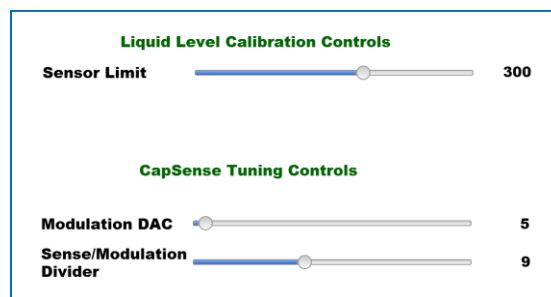 Liquid Level Calibration Controls
Sensor Limit 300
CapSense Tuning Controls
Modulation DAC 5
Sense/Modulation
Divider 9